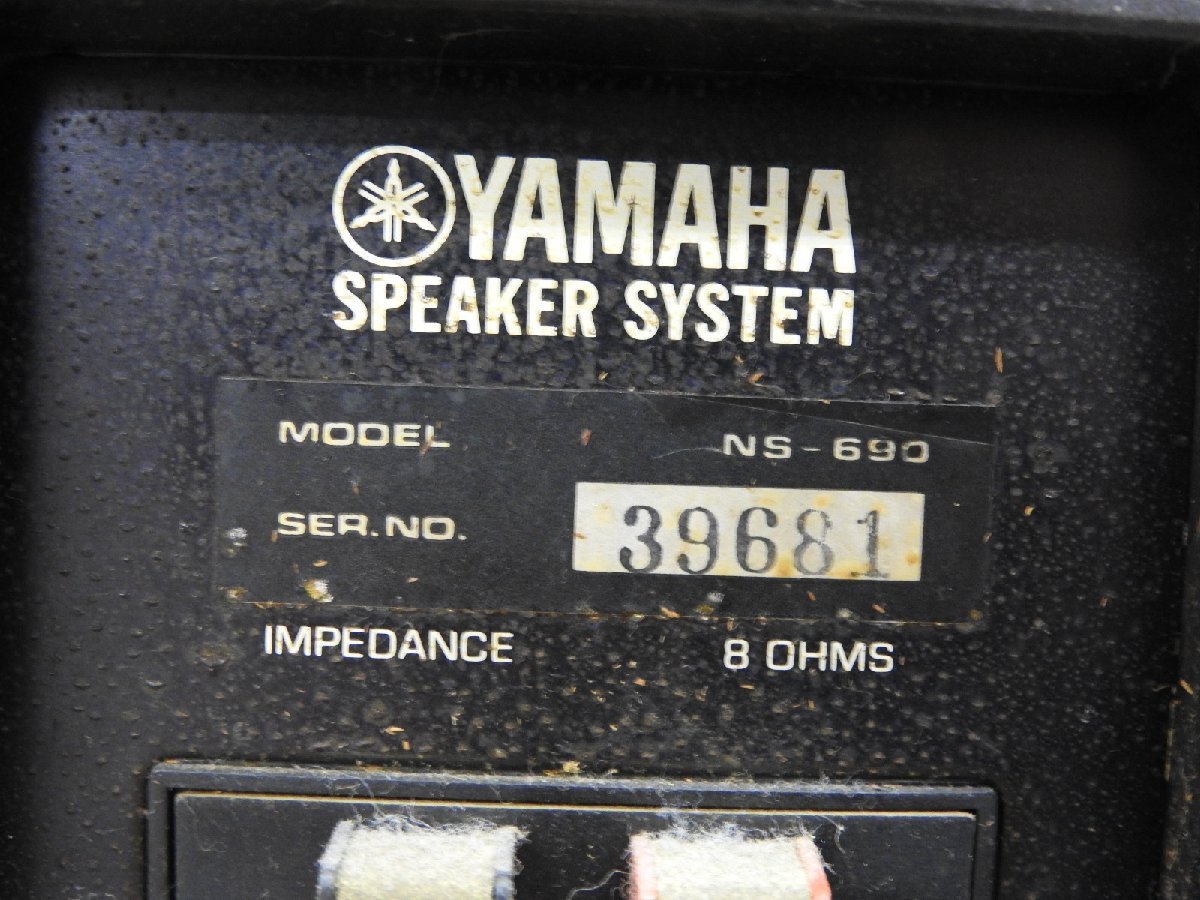 YAMAHA
SPEAKER SYSTEM
MODEL NS-690
SER.NO. 39681
IMPEDANCE 8 OHMS